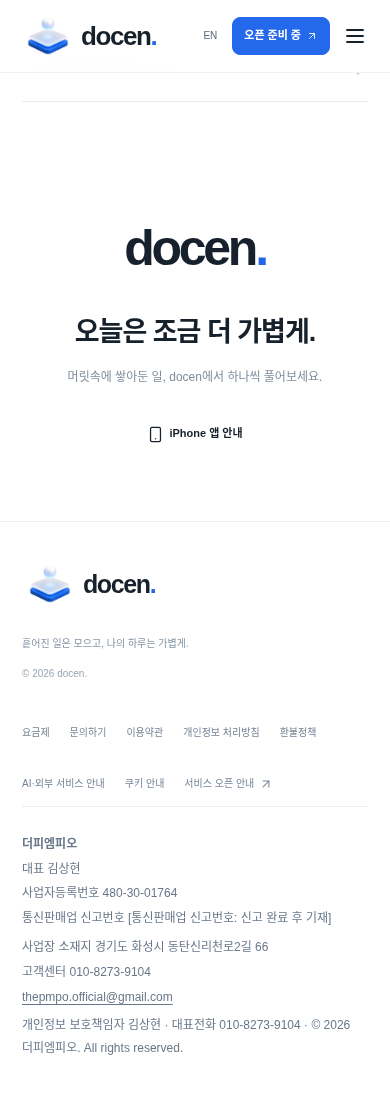 docen.
EN
오픈 준비 중
docen.
오늘은 조금 더 가볍게.
머릿속에 쌓아둔 일, docen에서 하나씩 풀어보세요.
iPhone 앱 안내
docen.
흩어진 일은 모으고, 나의 하루는 가볍게.
© 2026 docen.
요금제 문의하기 이용약관 개인정보 처리방침 환불정책
AI·외부 서비스 안내 쿠키 안내 서비스 오픈 안내
더피엠피오
대표 김상현
사업자등록번호 480-30-01764
통신판매업 신고번호 [통신판매업 신고번호: 신고 완료 후 기재]
사업장 소재지 경기도 화성시 동탄신리천로2길 66
고객센터 010-8273-9104
thepmpo.official@gmail.com
개인정보 보호책임자 김상현 · 대표전화 010-8273-9104 · © 2026
더피엠피오. All rights reserved.